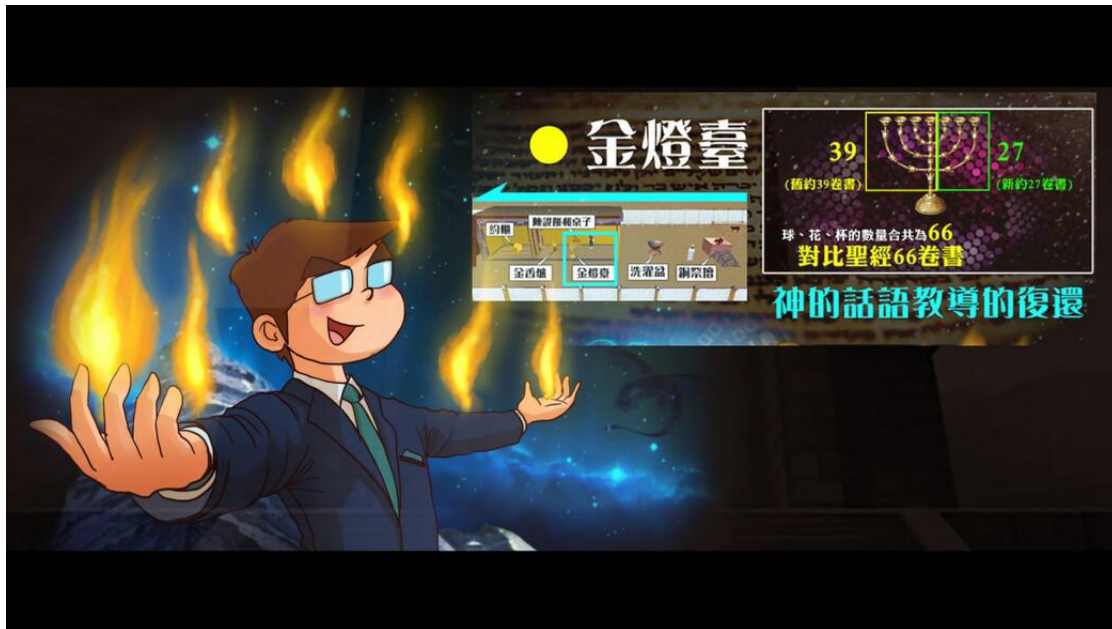 金燈臺
約櫃
陳設餅和桌子
金香爐
金燈臺
洗濯盆
銅祭壇
39
(舊約39卷書)
27
(新約27卷書)
球、花、杯的數量合共為66
對比聖經66卷書
神的話語教導的復還